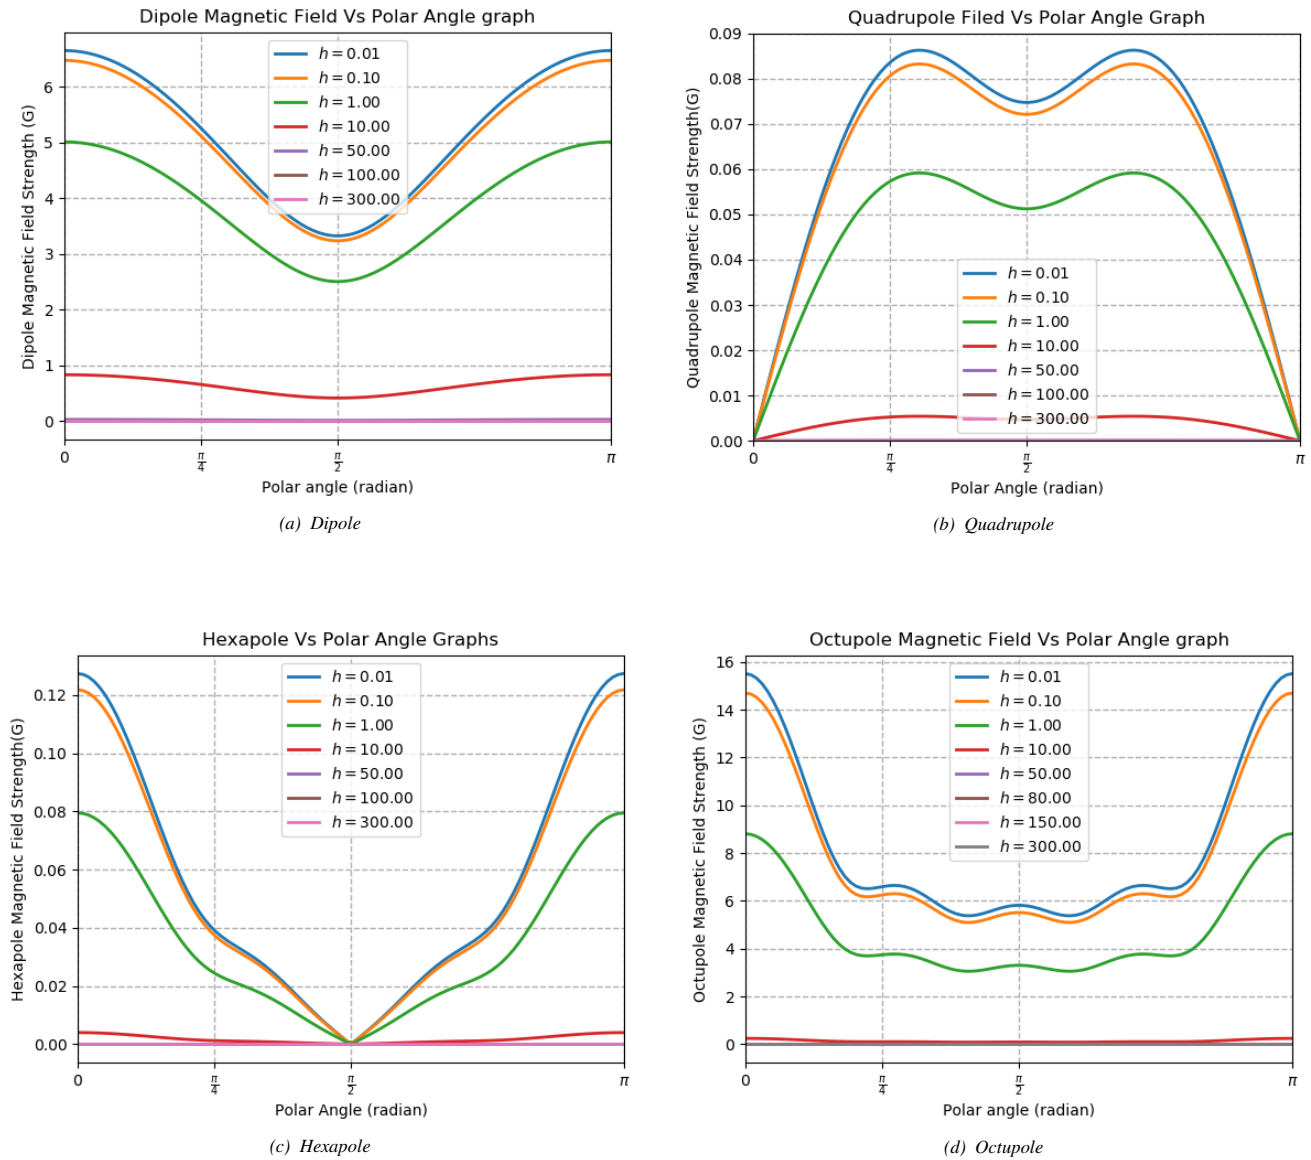 Dipole Magnetic Field Vs Polar Angle graph
Dipole Magnetic Field Strength (G)
6
5
4
3
2
1
0
h = 0.01
h = 0.10
h = 1.00
h = 10.00
h = 50.00
h = 100.00
h = 300.00
0
π/4
π/2
π
Polar angle (radian)
(a) Dipole
Quadrupole Filed Vs Polar Angle Graph
Quadrupole Magnetic Field Strength(G)
0.09
0.08
0.07
0.06
0.05
0.04
0.03
0.02
0.01
0.00
h = 0.01
h = 0.10
h = 1.00
h = 10.00
h = 50.00
h = 100.00
h = 300.00
0
π/4
π/2
π
Polar Angle (radian)
(b) Quadrupole
Hexapole Vs Polar Angle Graphs
Hexapole Magnetic Field Strength(G)
0.12
0.10
0.08
0.06
0.04
0.02
0.00
h = 0.01
h = 0.10
h = 1.00
h = 10.00
h = 50.00
h = 100.00
h = 300.00
0
π/4
π/2
π
Polar Angle (radian)
(c) Hexapole
Octupole Magnetic Field Vs Polar Angle graph
Octupole Magnetic Field Strength (G)
16
14
12
10
8
6
4
2
0
h = 0.01
h = 0.10
h = 1.00
h = 10.00
h = 50.00
h = 80.00
h = 150.00
h = 300.00
0
π/4
π/2
π
Polar angle (radian)
(d) Octupole